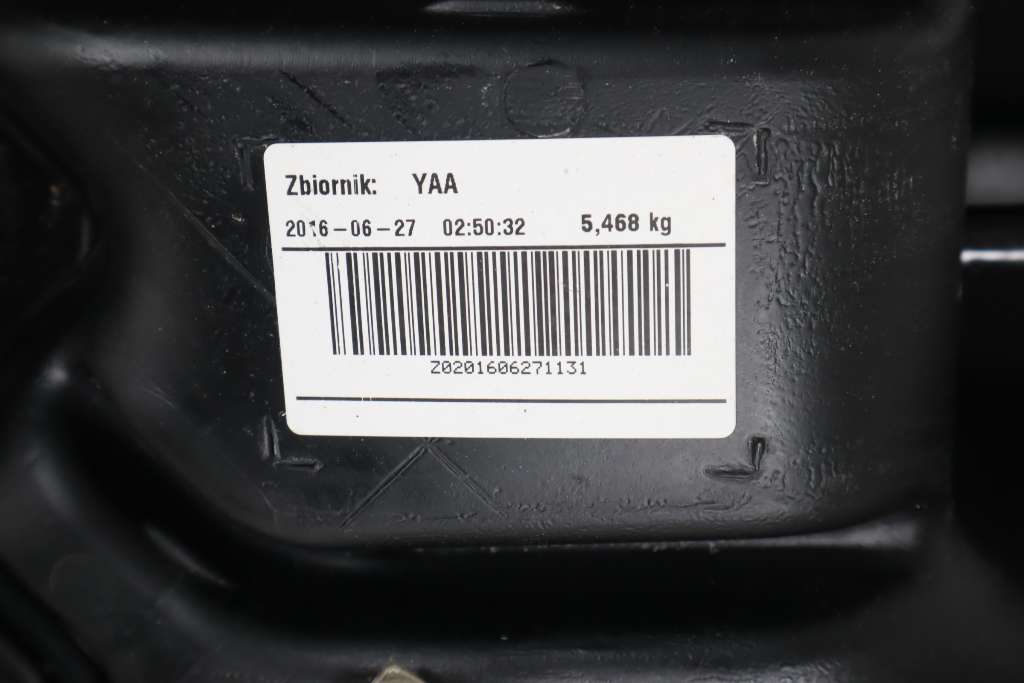 Zbiornik: YAA
2016-06-27 02:50:32 5,468 kg
Z0201606271131